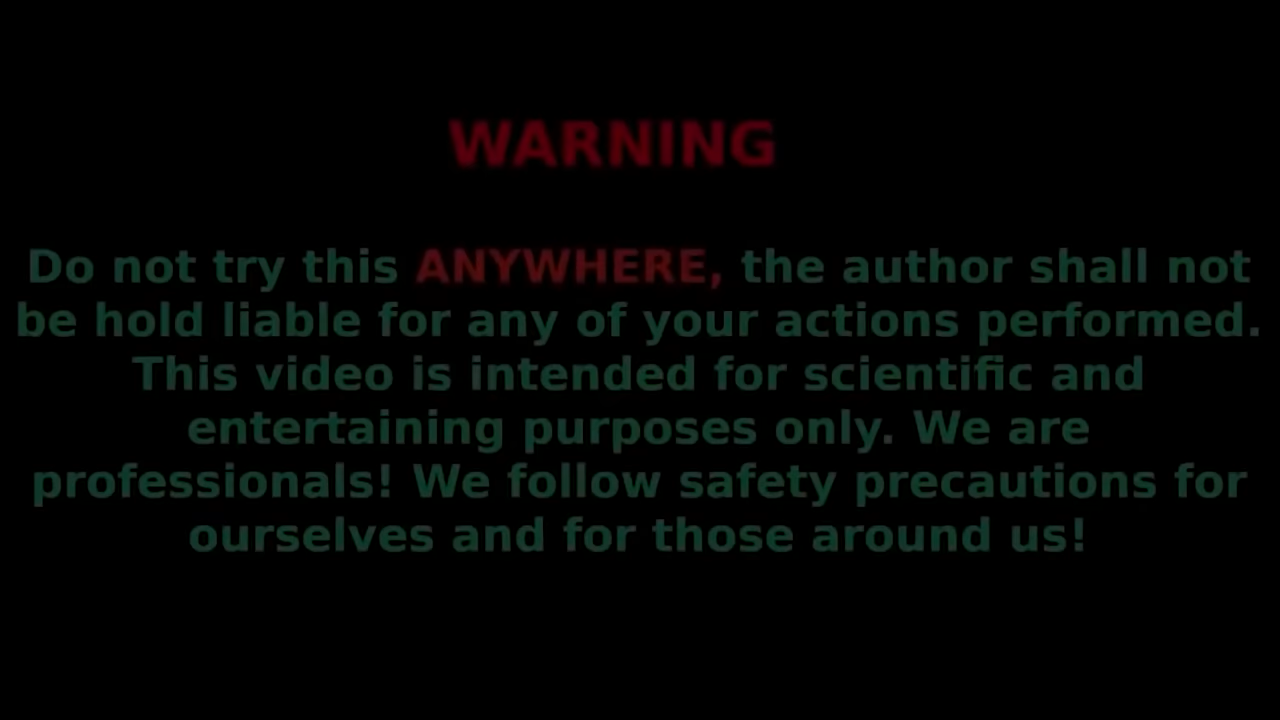 WARNING
Do not try this ANYWHERE, the author shall not
be hold liable for any of your actions performed.
This video is intended for scientific and
entertaining purposes only. We are
professionals! We follow safety precautions for
ourselves and for those around us!